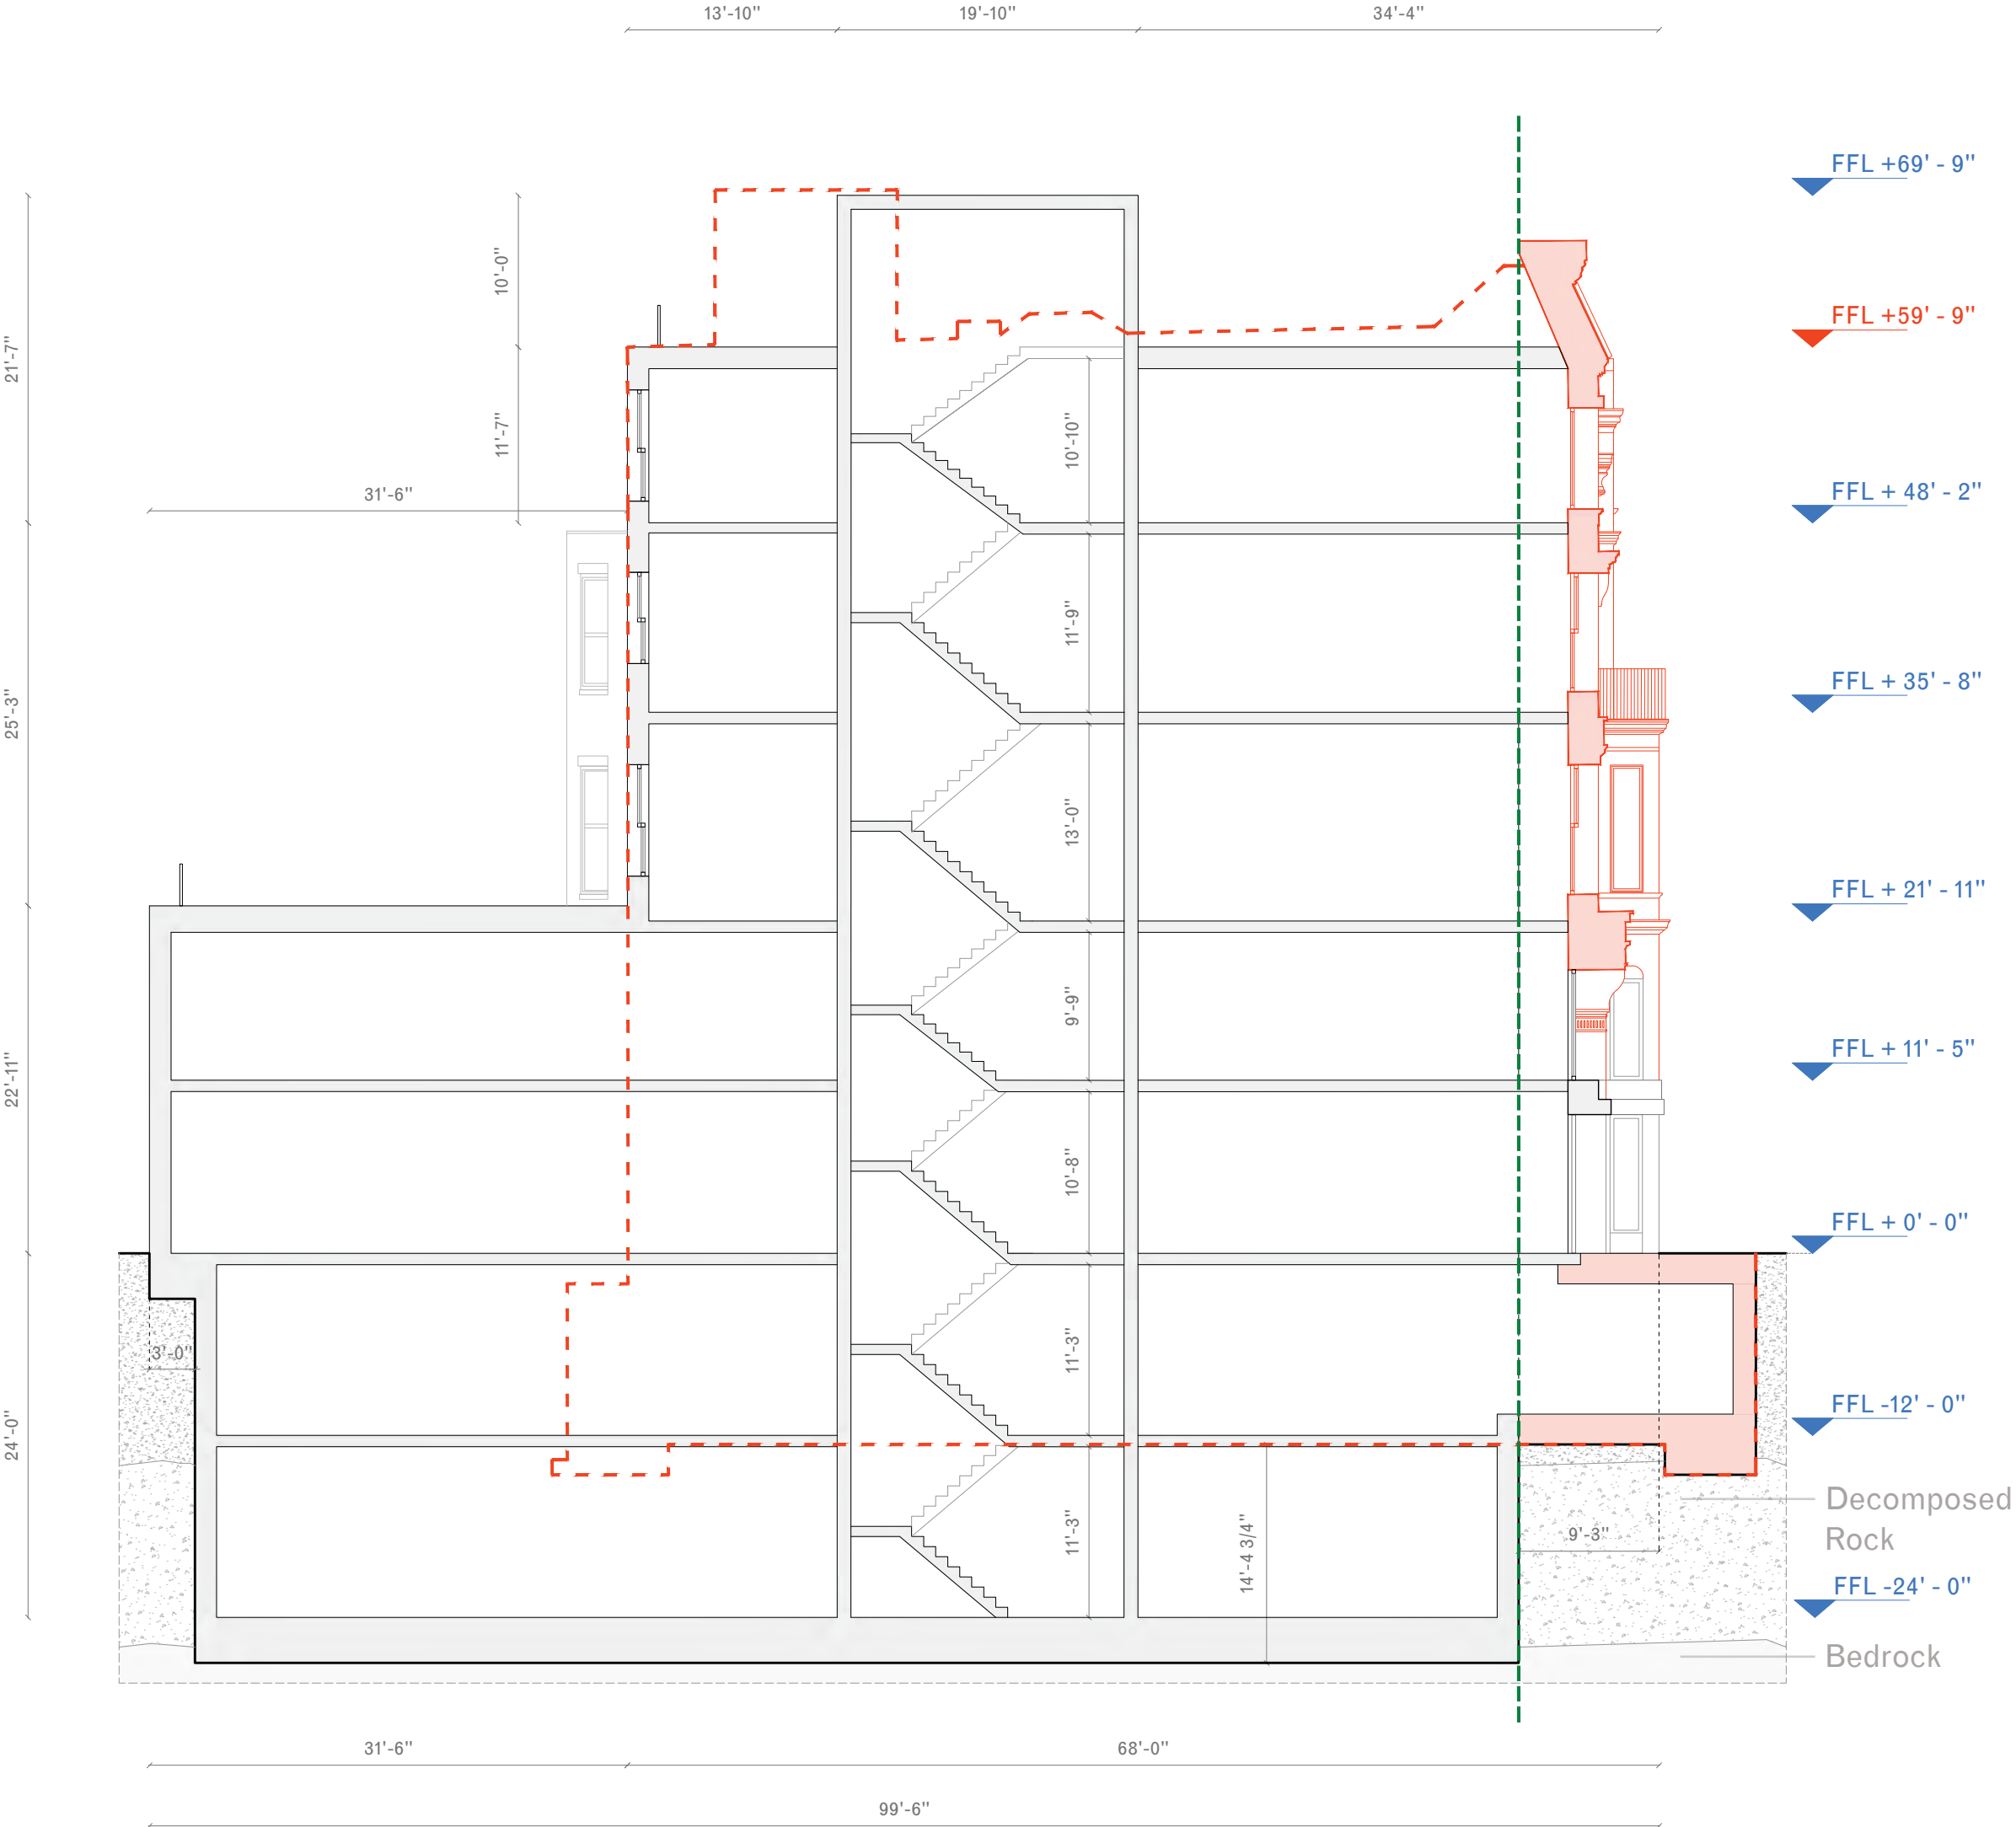 13'-10"
19'-10"
34'-4"
FFL +69' - 9"
10'-0"
FFL +59' - 9"
21'-7"
11'-7"
10'-10"
31'-6"
FFL + 48' - 2"
11'-9"
FFL + 35' - 8"
25'-3"
13'-0"
FFL + 21' - 11"
9'-9"
FFL + 11' - 5"
22'-11"
10'-8"
FFL + 0' - 0"
3'-0"
11'-3"
FFL -12' - 0"
24'-0"
Decomposed
Rock
9'-3"
11'-3"
14'-4 3/4"
FFL -24' - 0"
Bedrock
31'-6"
68'-0"
99'-6"